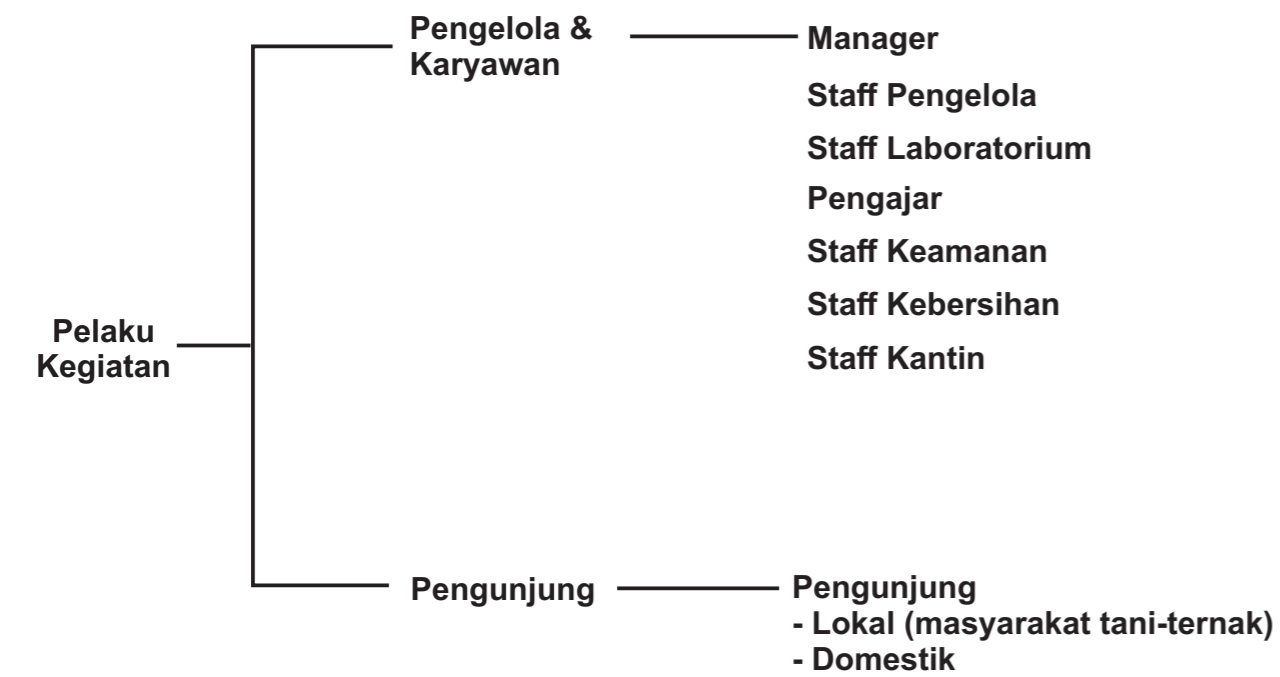 Pengelola &
Karyawan
Manager
Staff Pengelola
Staff Laboratorium
Pengajar
Staff Keamanan
Staff Kebersihan
Staff Kantin
Pelaku
Kegiatan
Pengunjung
Pengunjung
- Lokal (masyarakat tani-ternak)
- Domestik